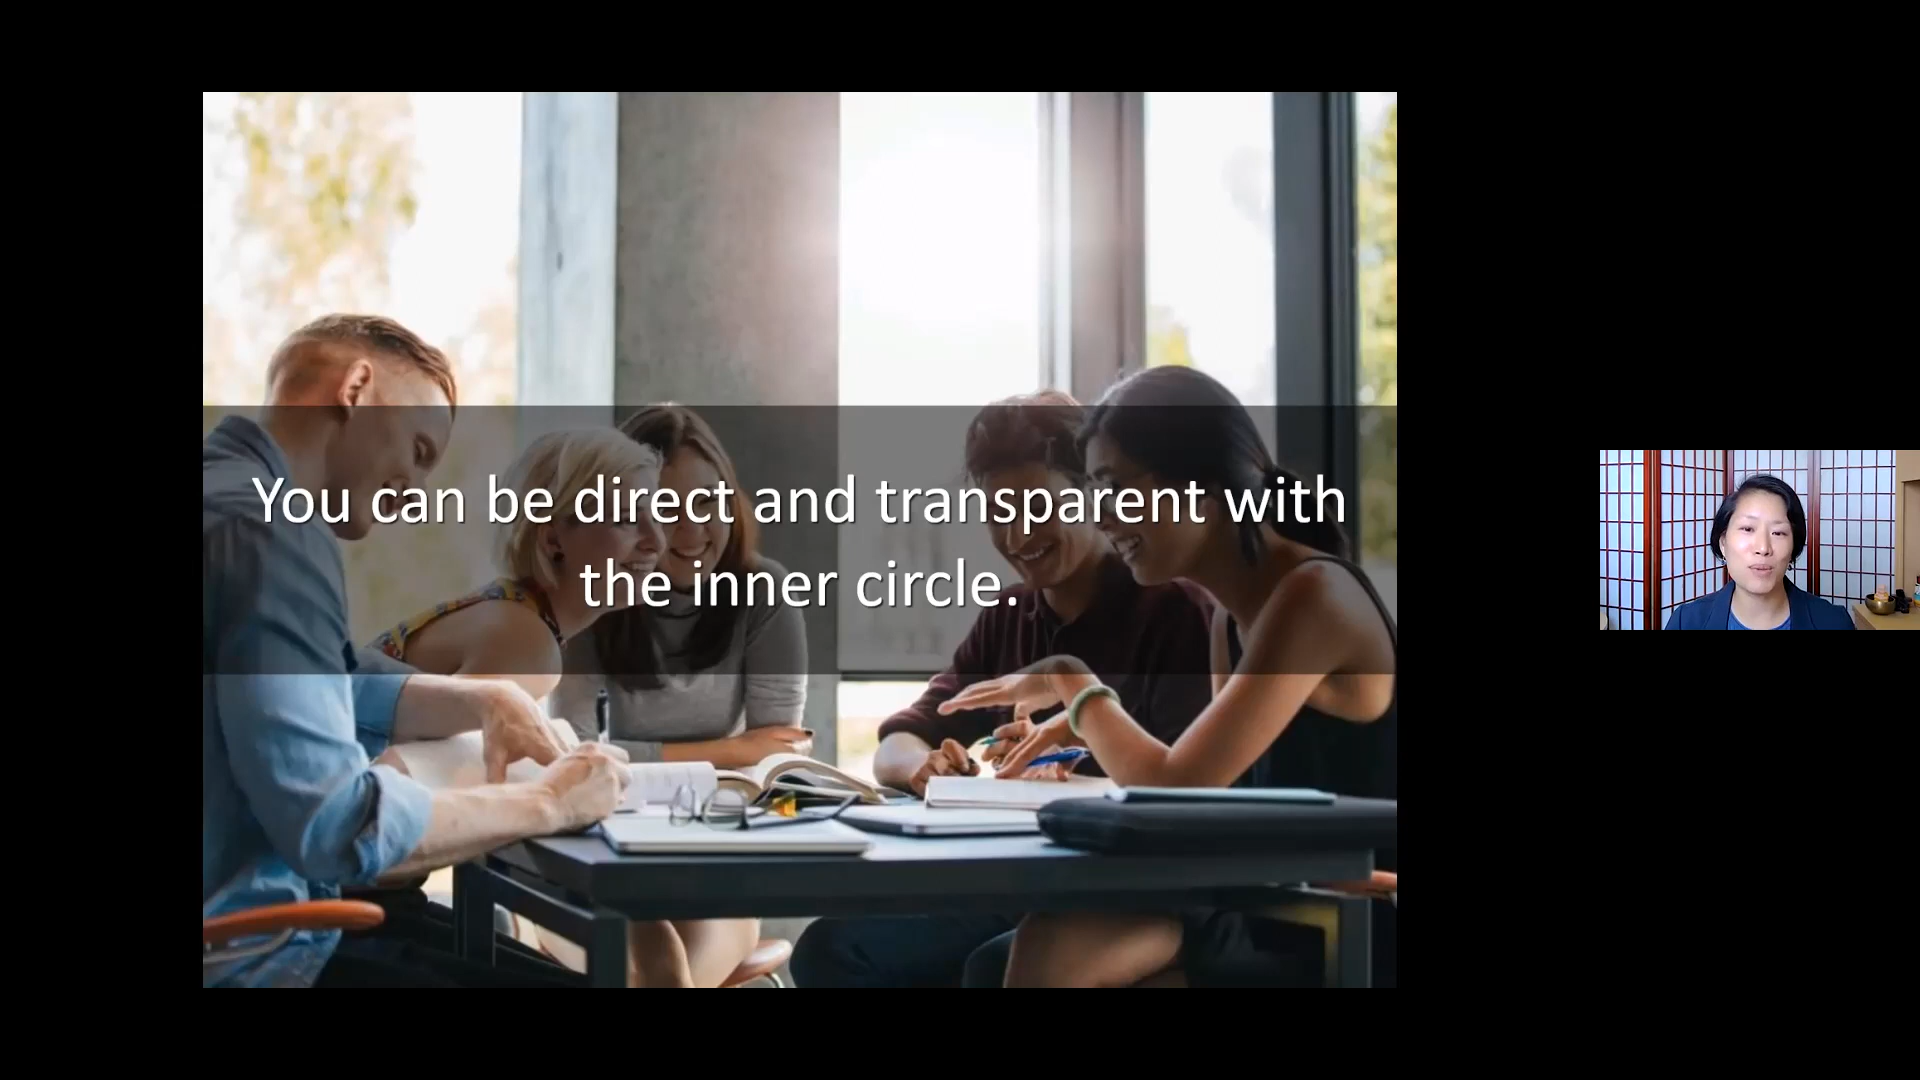 You can be direct and transparent with
the inner circle.